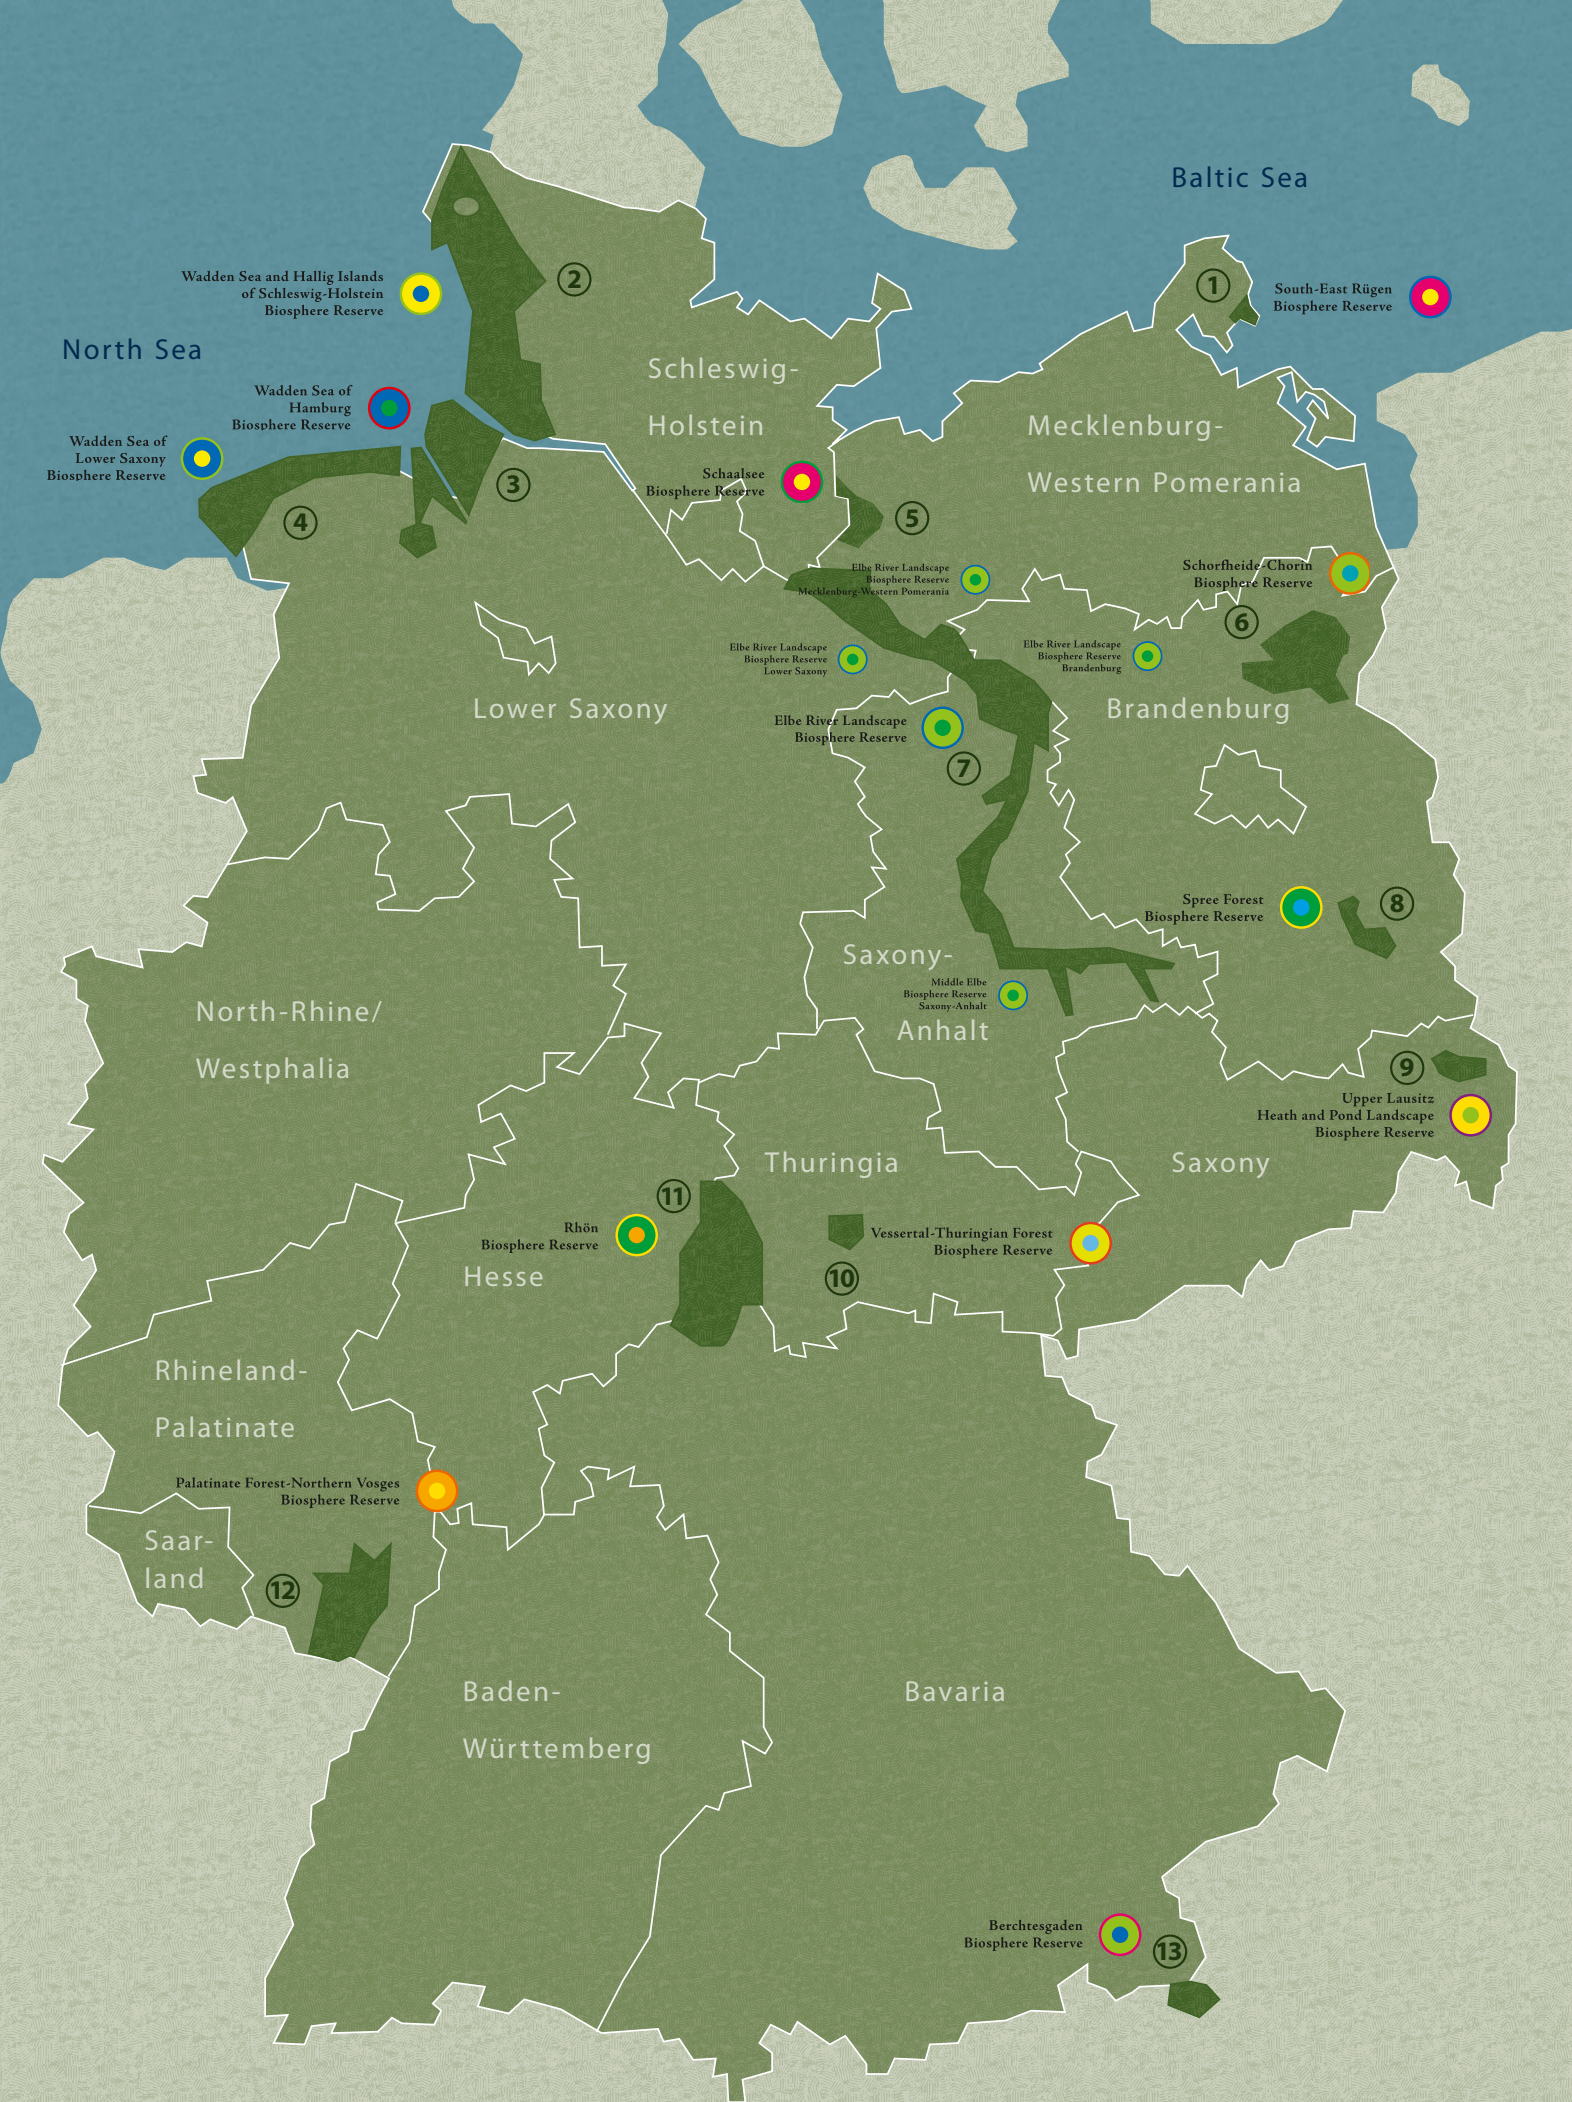 Baltic Sea
Wadden Sea and Hallig Islands
of Schleswig-Holstein
Biosphere Reserve
2
1
South-East Rügen
Biosphere Reserve
North Sea
Schleswig-
Holstein
Wadden Sea of
Hamburg
Biosphere Reserve
Mecklenburg-
Western Pomerania
Wadden Sea of
Lower Saxony
Biosphere Reserve
Schaalsee
Biosphere Reserve
3
4
5
Elbe River Landscape
Biosphere Reserve
Mecklenburg-Western Pomerania
Schorfheide-Chorin
Biosphere Reserve
6
Elbe River Landscape
Biosphere Reserve
Lower Saxony
Elbe River Landscape
Biosphere Reserve
Brandenburg
Lower Saxony
Brandenburg
Elbe River Landscape
Biosphere Reserve
7
Spree Forest
Biosphere Reserve
8
Saxony-
Anhalt
Middle Elbe
Biosphere Reserve
Saxony-Anhalt
North-Rhine/
Westphalia
9
Upper Lausitz
Heath and Pond Landscape
Biosphere Reserve
Thuringia
Saxony
11
Rhön
Biosphere Reserve
Hesse
Vessertal-Thuringian Forest
Biosphere Reserve
10
Rhineland-
Palatinate
Palatinate Forest-Northern Vosges
Biosphere Reserve
Saar-
land
12
Baden-
Württemberg
Bavaria
Berchtesgaden
Biosphere Reserve
13